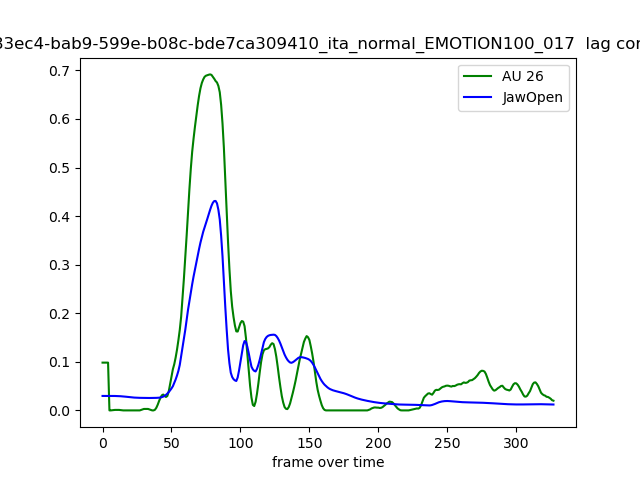 33ec4-bab9-599e-b08c-bde7ca309410_ita_normal_EMOTION100_017 lag cor
AU 26
JawOpen
0.7
0.6
0.5
0.4
0.3
0.2
0.1
0.0
0 50 100 150 200 250 300
frame over time